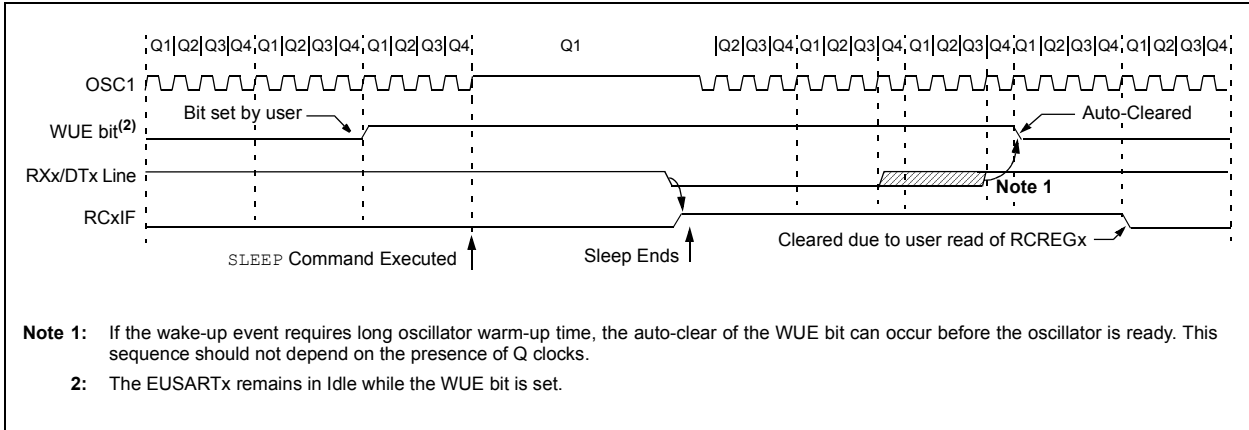 Q1|Q2|Q3|Q4|Q1|Q2|Q3|Q4|Q1|Q2|Q3|Q4 Q1 Q2|Q3|Q4|Q1|Q2|Q3|Q4|Q1|Q2|Q3|Q4|Q1|Q2|Q3|Q4|Q1|Q2|Q3|Q4
OSC1
Bit set by user
Auto-Cleared
WUE bit(2)
RXx/DTx Line
Note 1
RCxIF
Cleared due to user read of RCREGx
SLEEP Command Executed
Sleep Ends
Note 1: If the wake-up event requires long oscillator warm-up time, the auto-clear of the WUE bit can occur before the oscillator is ready. This
sequence should not depend on the presence of Q clocks.
2: The EUSARTx remains in Idle while the WUE bit is set.